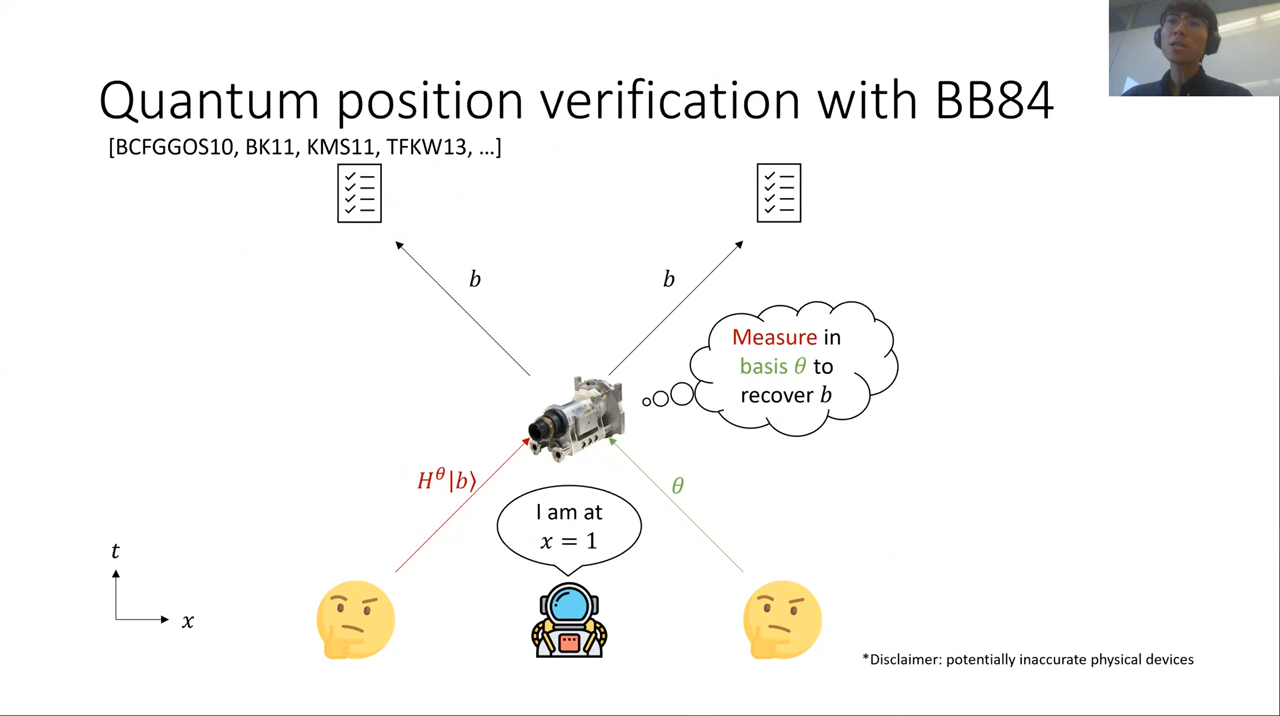 Quantum position verification with BB84
[BCFGGOS10, BK11, KMS11, TFKW13, …]
b
b
Measure in
basis θ to
recover b
H^θ|b⟩
θ
I am at
x = 1
t
x
*Disclaimer: potentially inaccurate physical devices